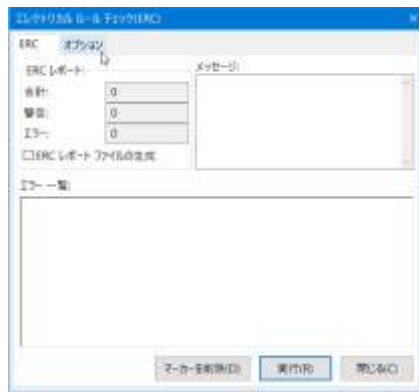 エレクトリカル ルール チェック(ERC)
ERC オプション
ERC レポート:
合計: 0
警告: 0
エラー: 0
ERC レポート ファイルの生成
メッセージ:
エラー 一覧:
マーカーを削除(D) 実行(R) 閉じる(C)